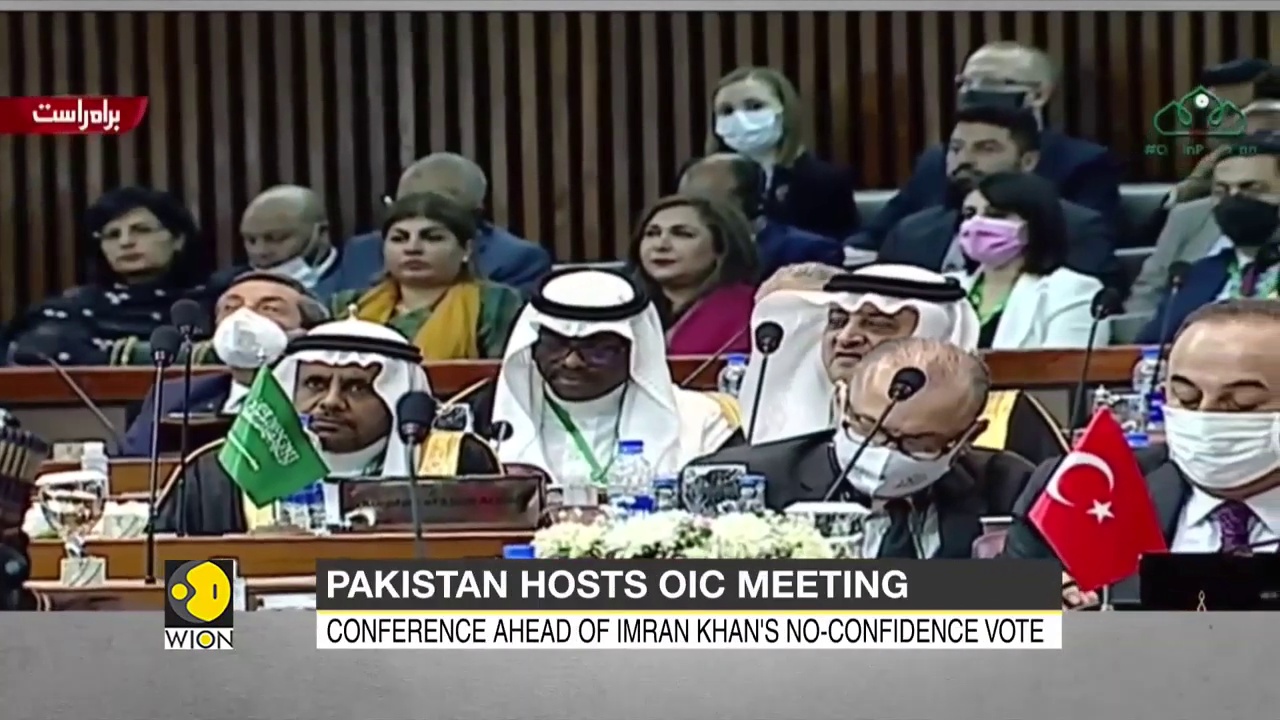 براہ راست
PAKISTAN HOSTS OIC MEETING
CONFERENCE AHEAD OF IMRAN KHAN'S NO-CONFIDENCE VOTE
WION